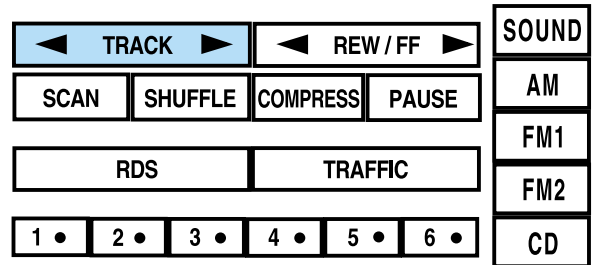 ◄ TRACK ► ◄ REW / FF ►
SCAN SHUFFLE COMPRESS PAUSE
RDS TRAFFIC
1 ● 2 ● 3 ● 4 ● 5 ● 6 ●
SOUND
AM
FM1
FM2
CD